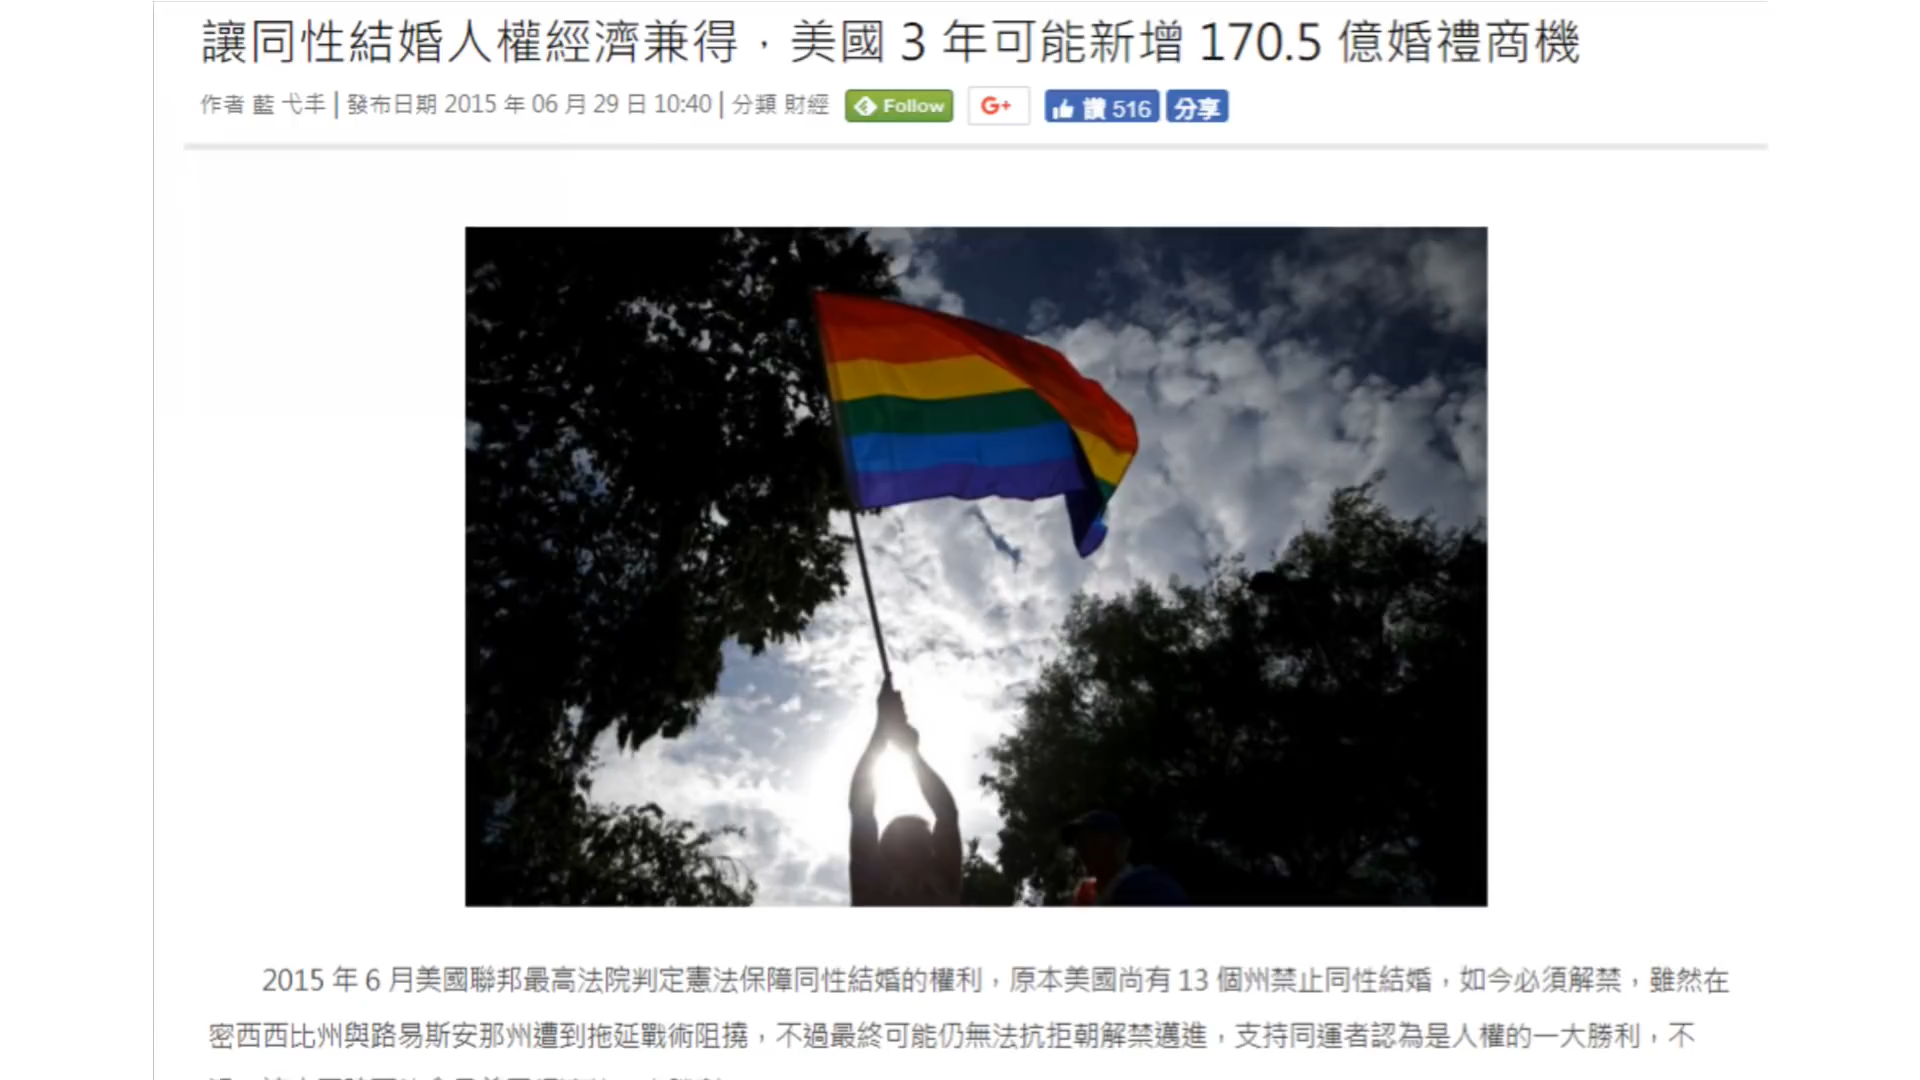 讓同性結婚人權經濟兼得，美國 3 年可能新增 170.5 億婚禮商機
作者 藍 弋丰 | 發布日期 2015 年 06 月 29 日 10:40 | 分類 財經 Follow G+ 讚 516 分享
2015 年 6 月美國聯邦最高法院判定憲法保障同性結婚的權利，原本美國尚有 13 個州禁止同性結婚，如今必須解禁，雖然在
密西西比州與路易斯安那州遭到拖延戰術阻撓，不過最終可能仍無法抗拒朝解禁邁進，支持同運者認為是人權的一大勝利，不